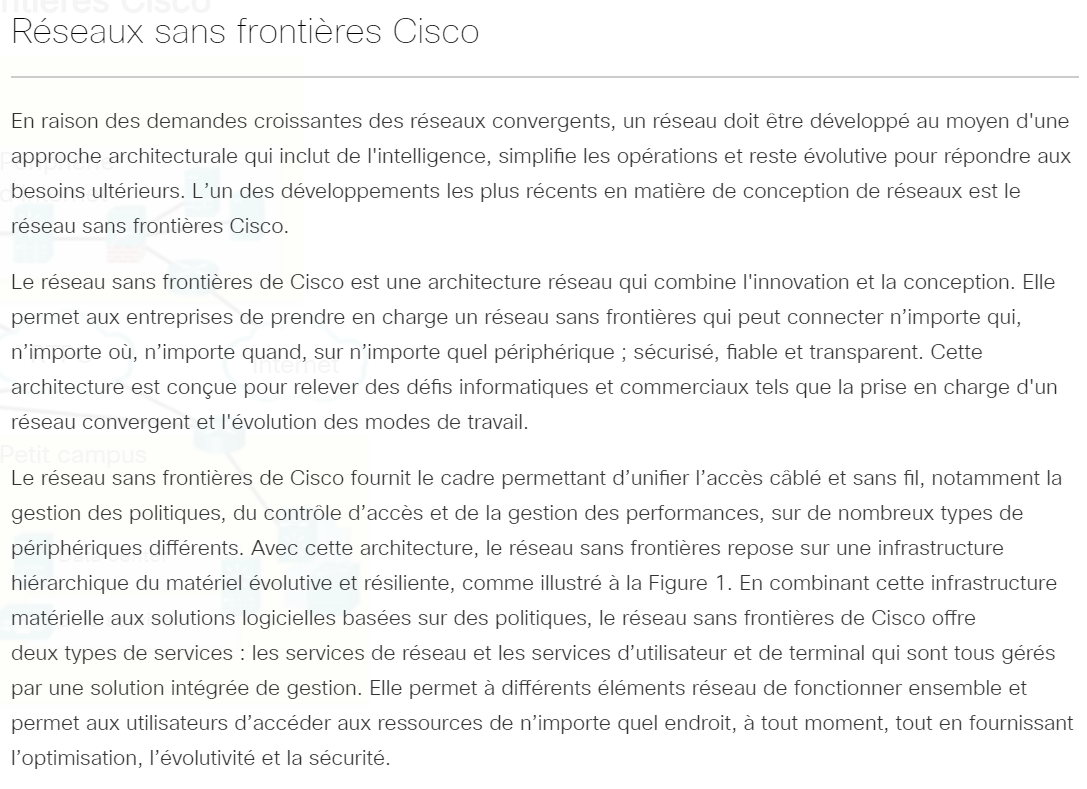 Réseaux sans frontières Cisco
En raison des demandes croissantes des réseaux convergents, un réseau doit être développé au moyen d'une
approche architecturale qui inclut de l'intelligence, simplifie les opérations et reste évolutive pour répondre aux
besoins ultérieurs. L’un des développements les plus récents en matière de conception de réseaux est le
réseau sans frontières Cisco.
Le réseau sans frontières de Cisco est une architecture réseau qui combine l'innovation et la conception. Elle
permet aux entreprises de prendre en charge un réseau sans frontières qui peut connecter n’importe qui,
n’importe où, n’importe quand, sur n’importe quel périphérique ; sécurisé, fiable et transparent. Cette
architecture est conçue pour relever des défis informatiques et commerciaux tels que la prise en charge d'un
réseau convergent et l'évolution des modes de travail.
Internet
Petit campus
Le réseau sans frontières de Cisco fournit le cadre permettant d’unifier l’accès câblé et sans fil, notamment la
gestion des politiques, du contrôle d’accès et de la gestion des performances, sur de nombreux types de
périphériques différents. Avec cette architecture, le réseau sans frontières repose sur une infrastructure
hiérarchique du matériel évolutive et résiliente, comme illustré à la Figure 1. En combinant cette infrastructure
matérielle aux solutions logicielles basées sur des politiques, le réseau sans frontières de Cisco offre
deux types de services : les services de réseau et les services d’utilisateur et de terminal qui sont tous gérés
par une solution intégrée de gestion. Elle permet à différents éléments réseau de fonctionner ensemble et
permet aux utilisateurs d’accéder aux ressources de n’importe quel endroit, à tout moment, tout en fournissant
l’optimisation, l’évolutivité et la sécurité.